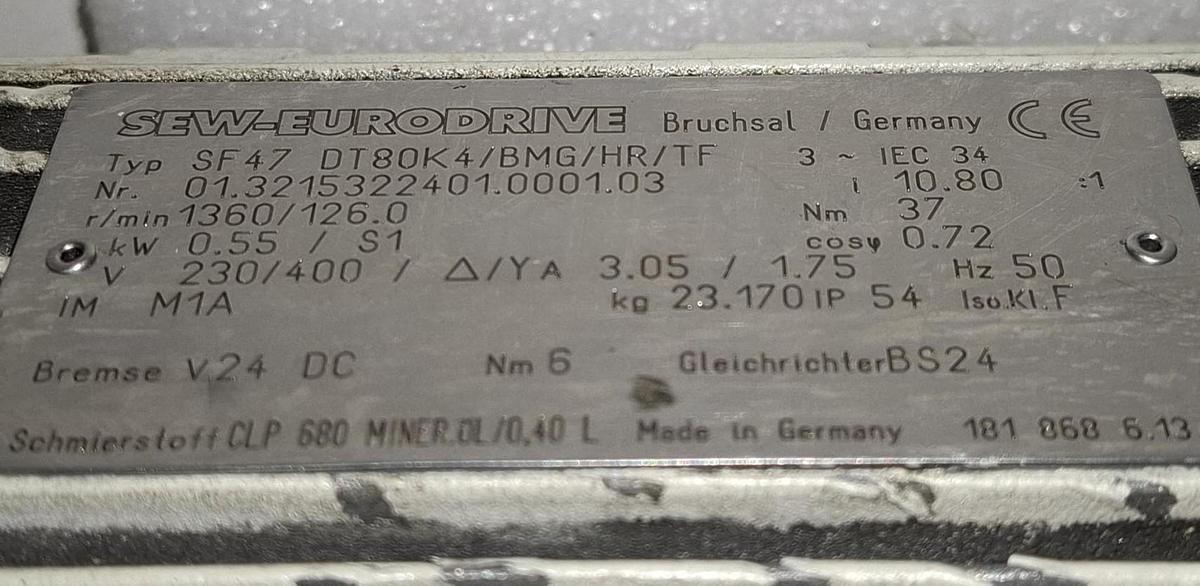 SEW-EURODRIVE Bruchsal / Germany CE
Typ SF47 DT80K4/BMG/HR/TF 3 ~ IEC 34
Nr. 01.3215322401.0001.03 i 10.80 :1
r/min 1360/126.0 Nm 37
kW 0.55 / S1 cosφ 0.72
V 230/400 / Δ/Y A 3.05 / 1.75 Hz 50
IM M1A kg 23.170 IP 54 Iso.Kl.F
Bremse V 24 DC Nm 6 Gleichrichter BS24
Schmierstoff CLP 680 MINER.ÖL/0,40 L Made in Germany 181 868 6.13